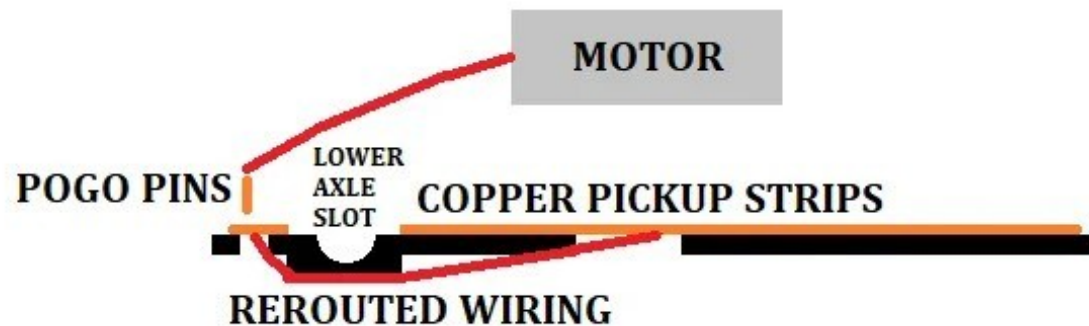 MOTOR
LOWER
AXLE
SLOT
POGO PINS
COPPER PICKUP STRIPS
REROUTED WIRING